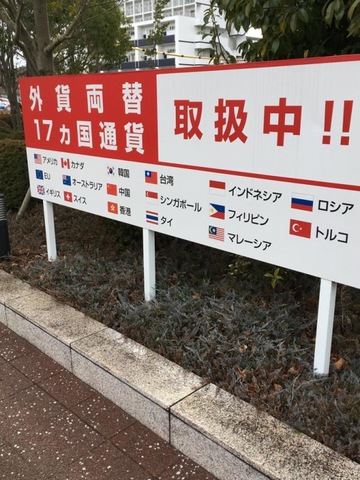 外貨両替
17ヵ国通貨
取扱中!!
アメリカ カナダ
EU オーストラリア
イギリス スイス
韓国
中国
香港
台湾
シンガポール
タイ
インドネシア
フィリピン
マレーシア
ロシア
トルコ